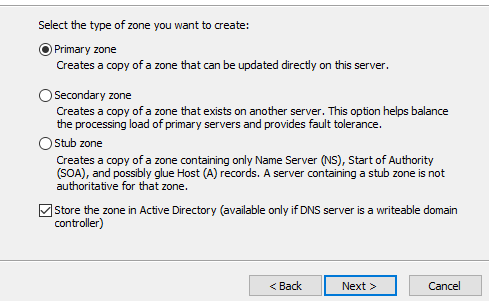 Select the type of zone you want to create:
Primary zone
Creates a copy of a zone that can be updated directly on this server.
Secondary zone
Creates a copy of a zone that exists on another server. This option helps balance
the processing load of primary servers and provides fault tolerance.
Stub zone
Creates a copy of a zone containing only Name Server (NS), Start of Authority
(SOA), and possibly glue Host (A) records. A server containing a stub zone is not
authoritative for that zone.
Store the zone in Active Directory (available only if DNS server is a writeable domain
controller)
< Back
Next >
Cancel